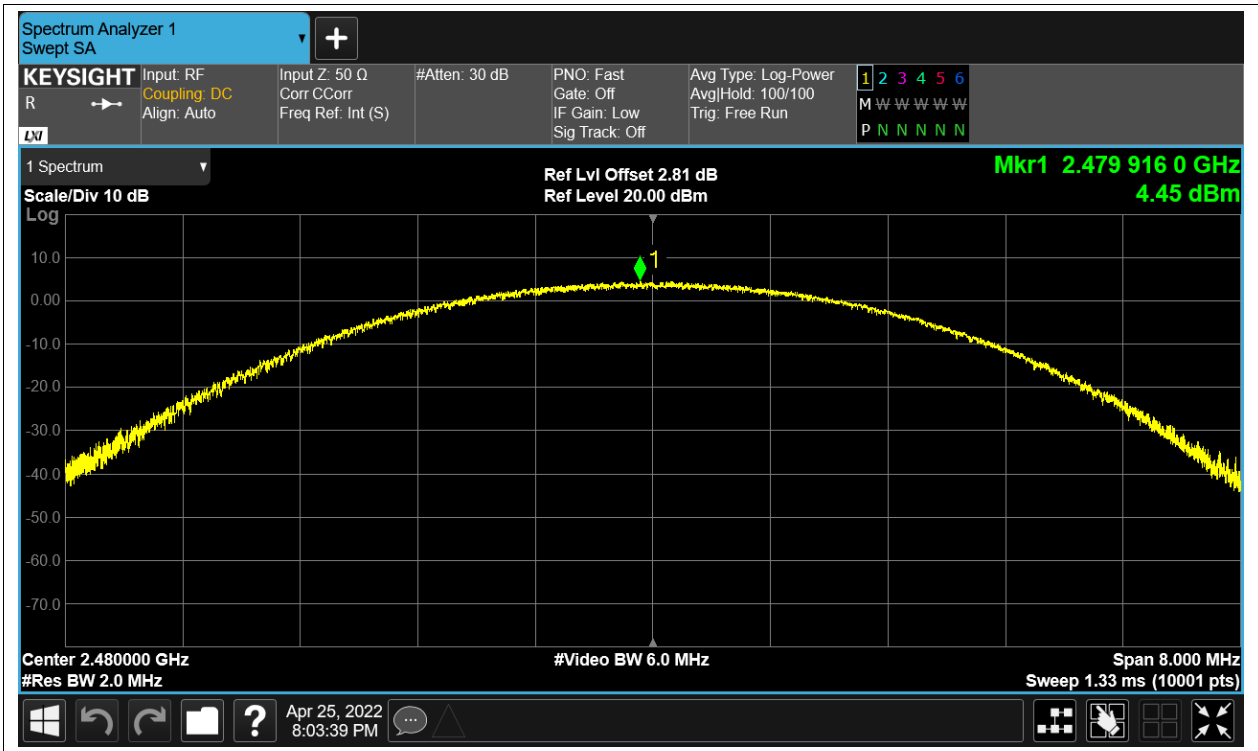 Spectrum Analyzer 1
Swept SA
+
KEYSIGHT
R
LXI
Input: RF
Coupling: DC
Align: Auto
Input Z: 50 Ω
Corr CCorr
Freq Ref: Int (S)
#Atten: 30 dB
PNO: Fast
Gate: Off
IF Gain: Low
Sig Track: Off
Avg Type: Log-Power
Avg|Hold: 100/100
Trig: Free Run
1 2 3 4 5 6
M W W W W W W
P N N N N N
1 Spectrum
Scale/Div 10 dB
Ref Lvl Offset 2.81 dB
Ref Level 20.00 dBm
Mkr1 2.479 916 0 GHz
4.45 dBm
Log
10.0
0.00
-10.0
-20.0
-30.0
-40.0
-50.0
-60.0
-70.0
1
Center 2.480000 GHz
#Video BW 6.0 MHz
Span 8.000 MHz
#Res BW 2.0 MHz
Sweep 1.33 ms (10001 pts)
?
Apr 25, 2022
8:03:39 PM